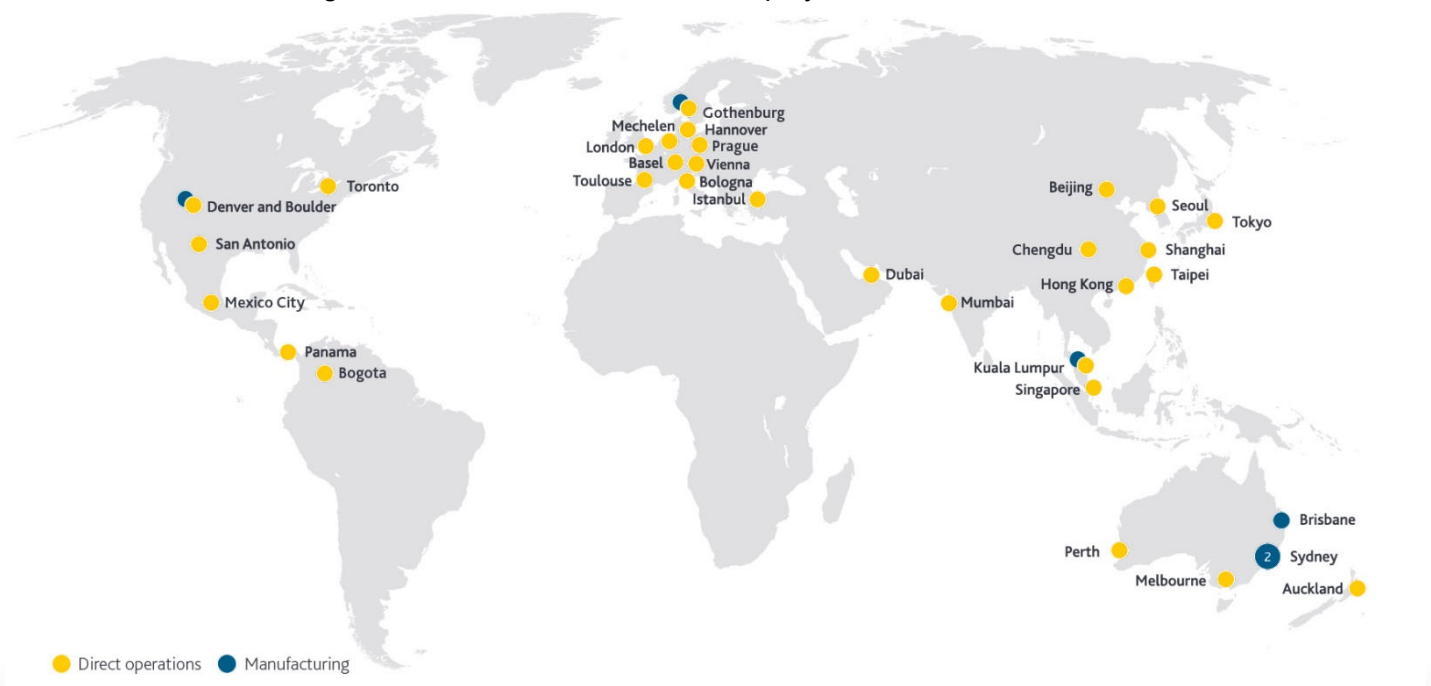 Gothenburg
Mechelen
Hannover
London
Prague
Basel
Vienna
Toulouse
Bologna
Istanbul
Toronto
Denver and Boulder
San Antonio
Mexico City
Panama
Bogota
Beijing
Seoul
Tokyo
Chengdu
Shanghai
Dubai
Taipei
Hong Kong
Mumbai
Kuala Lumpur
Singapore
Brisbane
Perth
2
Sydney
Melbourne
Auckland
Direct operations
Manufacturing